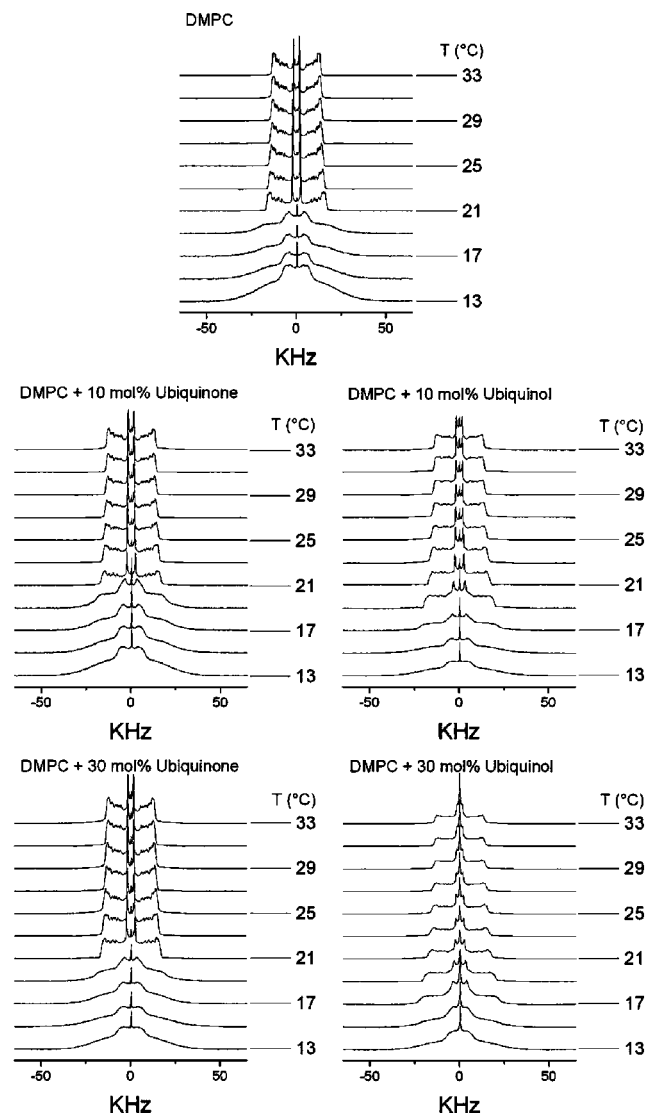 DMPC
T (°C)
33
29
25
21
17
13
-50 0 50
KHz
DMPC + 10 mol% Ubiquinone
T (°C)
33
29
25
21
17
13
-50 0 50
KHz
DMPC + 10 mol% Ubiquinol
T (°C)
33
29
25
21
17
13
-50 0 50
KHz
DMPC + 30 mol% Ubiquinone
T (°C)
33
29
25
21
17
13
-50 0 50
KHz
DMPC + 30 mol% Ubiquinol
T (°C)
33
29
25
21
17
13
-50 0 50
KHz